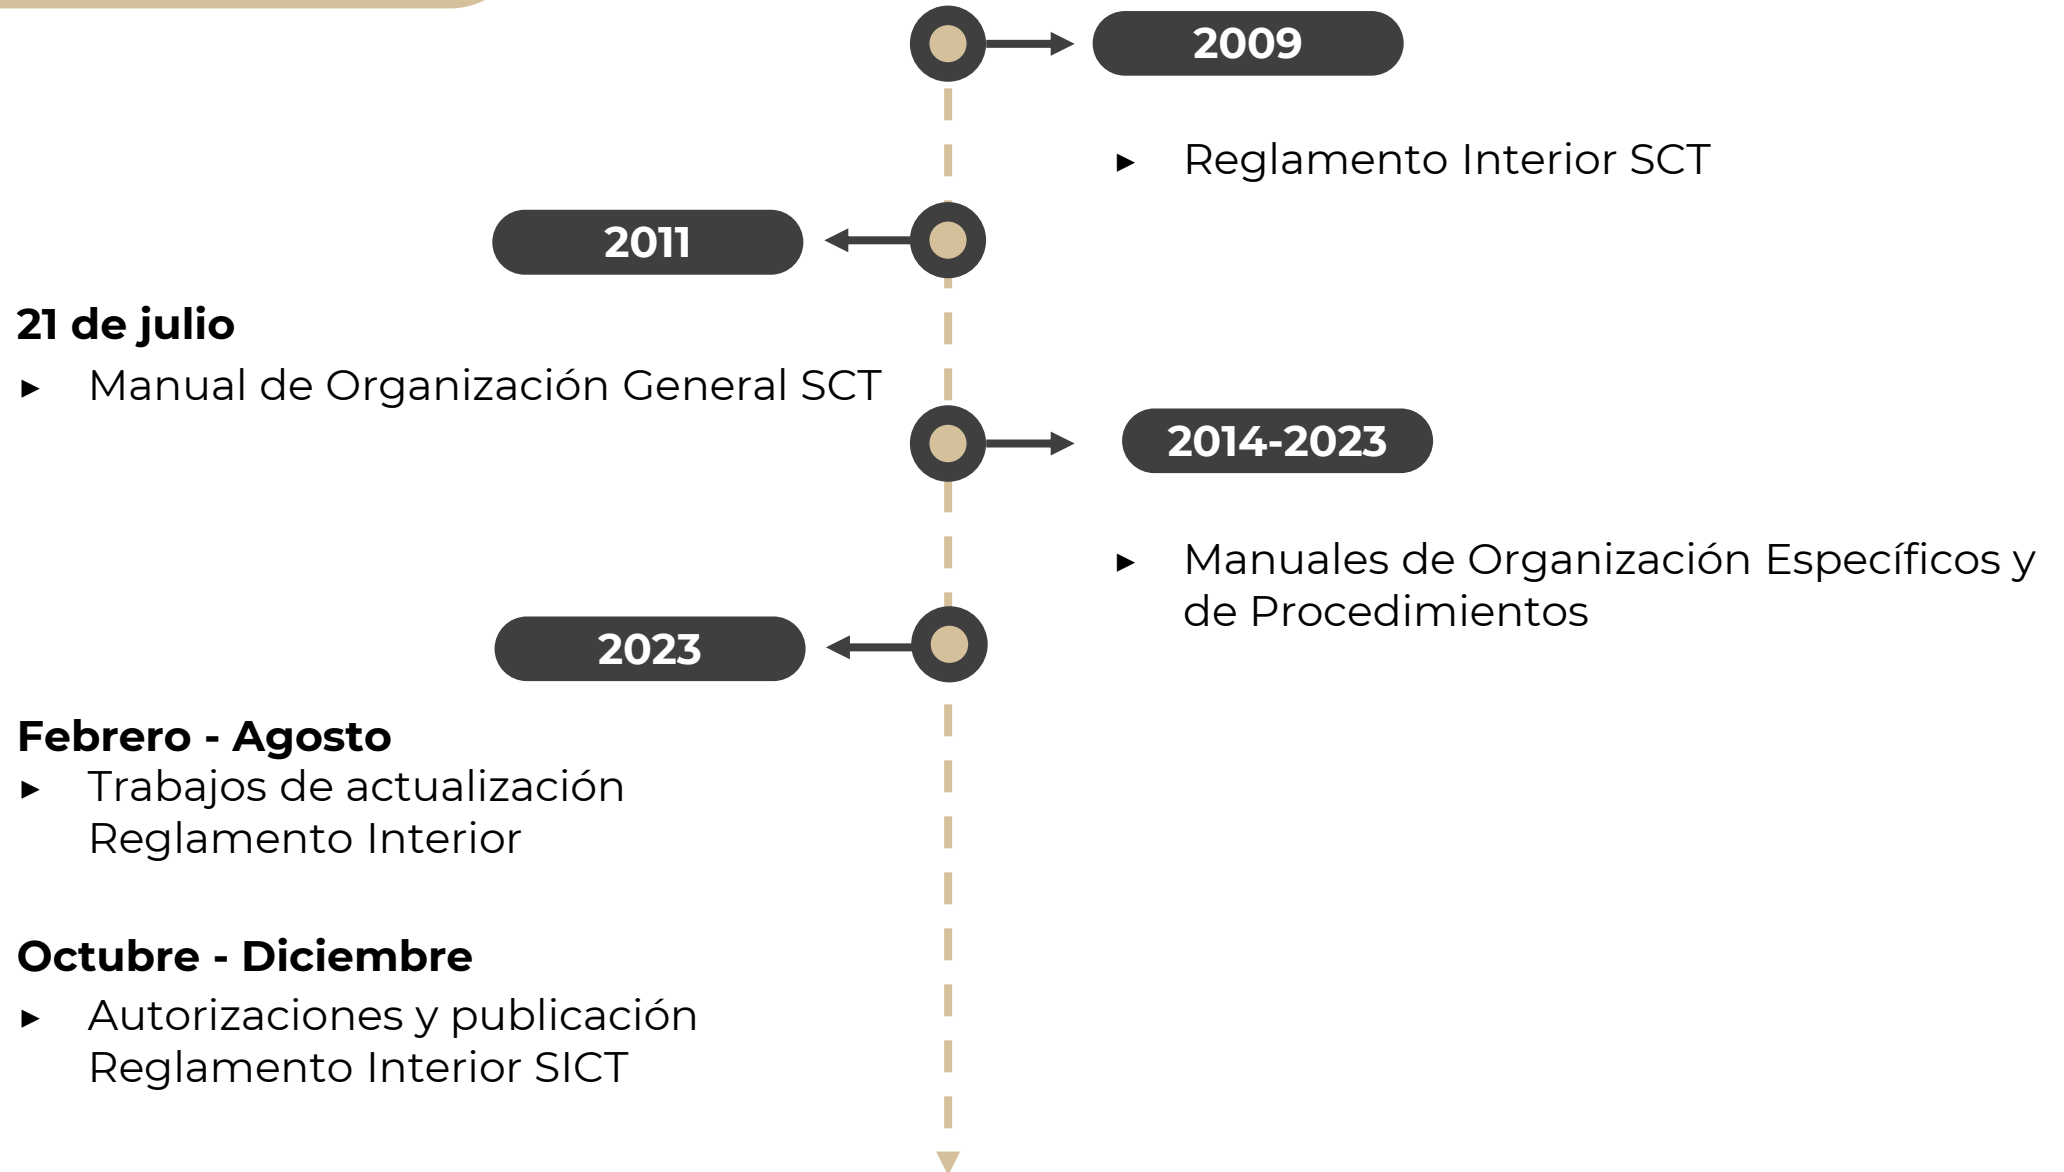 2009
► Reglamento Interior SCT
2011
21 de julio
► Manual de Organización General SCT
2014-2023
► Manuales de Organización Específicos y
de Procedimientos
2023
Febrero - Agosto
► Trabajos de actualización
Reglamento Interior
Octubre - Diciembre
► Autorizaciones y publicación
Reglamento Interior SICT